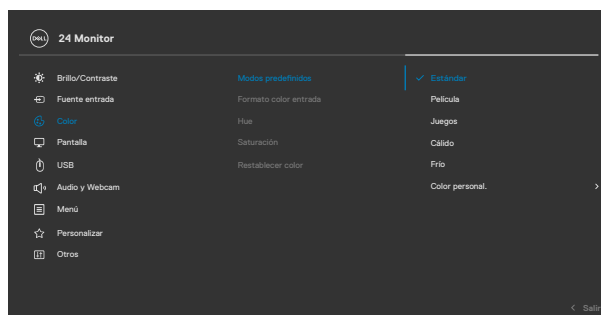 DELL 24 Monitor
Brillo/Contraste
Modos predefinidos
Estándar
Fuente entrada
Formato color entrada
Película
Color
Hue
Juegos
Pantalla
Saturación
Cálido
USB
Restablecer color
Frío
Audio y Webcam
Color personal.
Menú
Personalizar
Otros
Salir